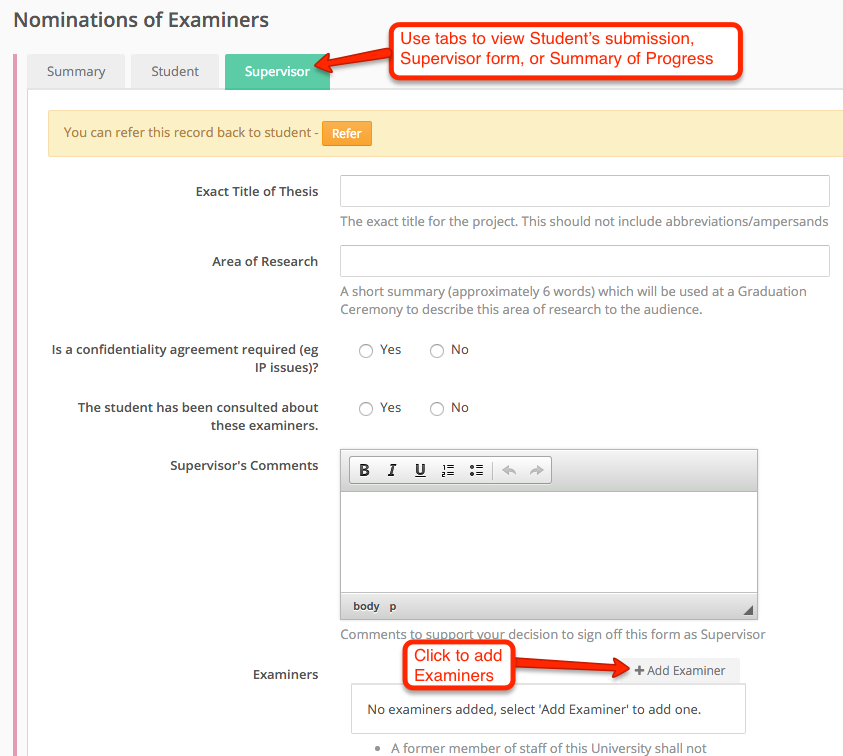 Nominations of Examiners
Use tabs to view Student's submission,
Supervisor form, or Summary of Progress
Summary Student Supervisor
You can refer this record back to student - Refer
Exact Title of Thesis
The exact title for the project. This should not include abbreviations/ampersands
Area of Research
A short summary (approximately 6 words) which will be used at a Graduation
Ceremony to describe this area of research to the audience.
Is a confidentiality agreement required (eg
IP issues)?
Yes No
The student has been consulted about
these examiners.
Yes No
Supervisor's Comments
B I U
body p
Comments to support your decision to sign off this form as Supervisor
Click to add
Examiners
Examiners
+ Add Examiner
No examiners added, select 'Add Examiner' to add one.
• A former member of staff of this University shall not